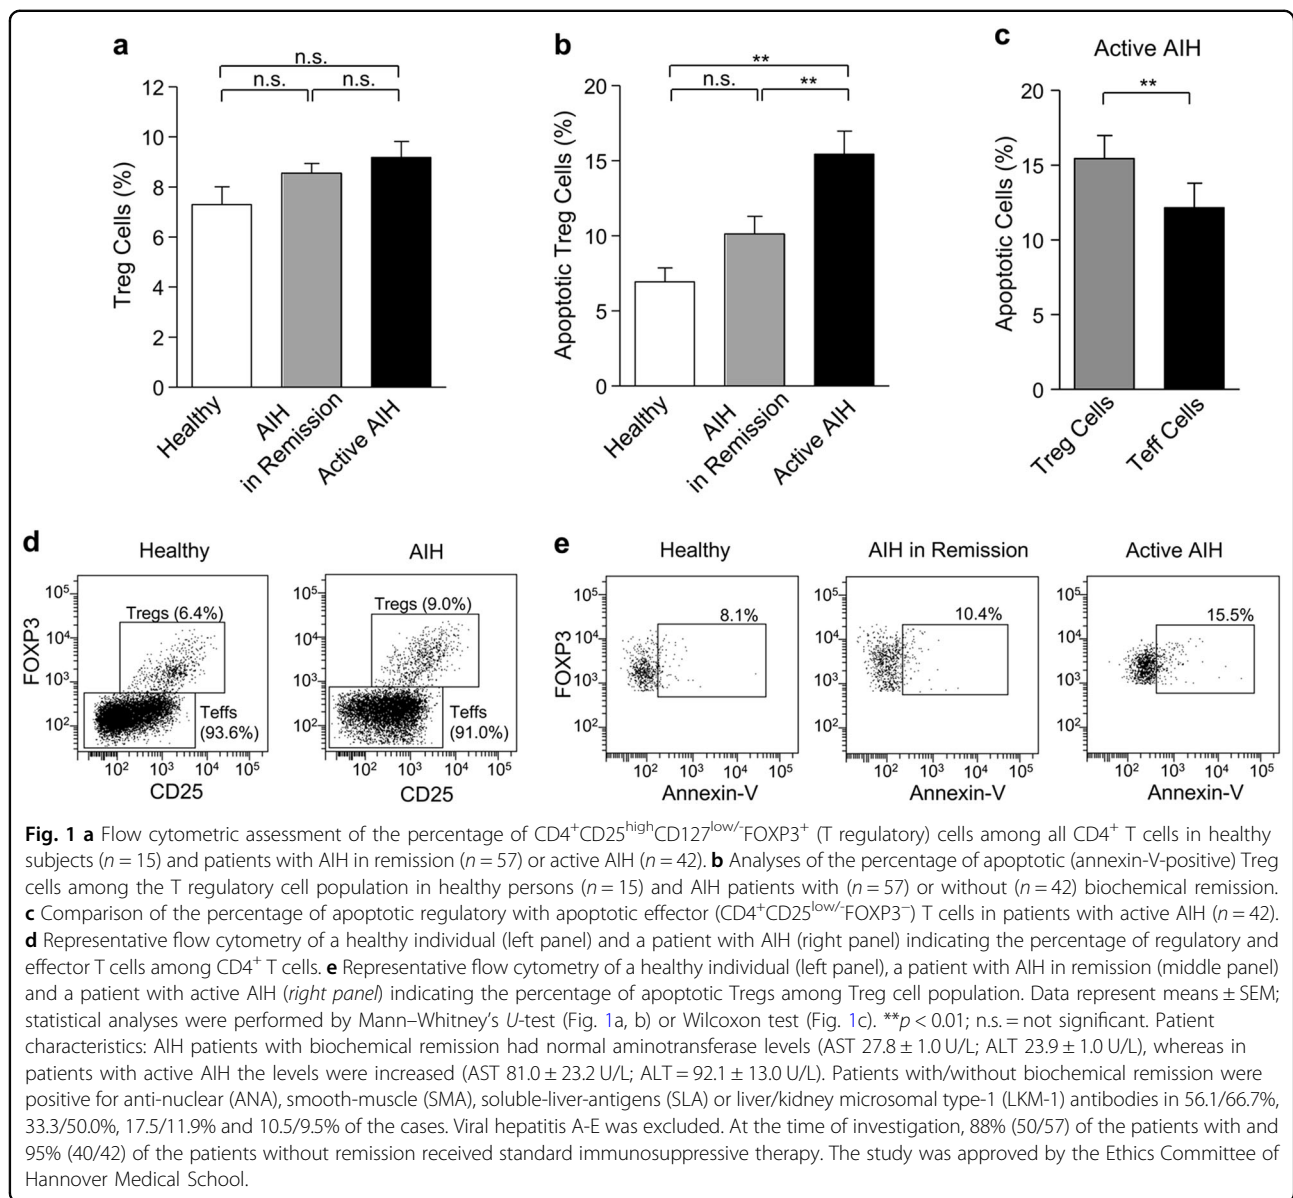 a
n.s.
n.s. n.s.
12
10
8
6
4
2
0
Treg Cells (%)
Healthy
AIH
in Remission
Active AIH
b
**
n.s. **
20
15
10
5
0
Apoptotic Treg Cells (%)
Healthy
AIH
in Remission
Active AIH
c
Active AIH
**
20
15
10
5
0
Apoptotic Cells (%)
Treg Cells
Teff Cells
d
Healthy
FOXP3
10⁵
10⁴
10³
10²
Tregs (6.4%)
Teffs
(93.6%)
10² 10³ 10⁴ 10⁵
CD25
AIH
10⁵
10⁴
10³
10²
Tregs (9.0%)
Teffs
(91.0%)
10² 10³ 10⁴ 10⁵
CD25
e
Healthy
FOXP3
10⁵
10⁴
10³
10²
8.1%
10² 10³ 10⁴ 10⁵
Annexin-V
AIH in Remission
10⁵
10⁴
10³
10²
10.4%
10² 10³ 10⁴ 10⁵
Annexin-V
Active AIH
10⁵
10⁴
10³
10²
15.5%
10² 10³ 10⁴ 10⁵
Annexin-V
Fig. 1 a Flow cytometric assessment of the percentage of CD4⁺CD25ʰⁱᵍʰCD127ˡᵒʷ/⁻FOXP3⁺ (T regulatory) cells among all CD4⁺ T cells in healthy
subjects (n = 15) and patients with AIH in remission (n = 57) or active AIH (n = 42). b Analyses of the percentage of apoptotic (annexin-V-positive) Treg
cells among the T regulatory cell population in healthy persons (n = 15) and AIH patients with (n = 57) or without (n = 42) biochemical remission.
c Comparison of the percentage of apoptotic regulatory with apoptotic effector (CD4⁺CD25ˡᵒʷ/⁻FOXP3⁻) T cells in patients with active AIH (n = 42).
d Representative flow cytometry of a healthy individual (left panel) and a patient with AIH (right panel) indicating the percentage of regulatory and
effector T cells among CD4⁺ T cells. e Representative flow cytometry of a healthy individual (left panel), a patient with AIH in remission (middle panel)
and a patient with active AIH (right panel) indicating the percentage of apoptotic Tregs among Treg cell population. Data represent means ± SEM;
statistical analyses were performed by Mann–Whitney's U-test (Fig. 1a, b) or Wilcoxon test (Fig. 1c). **p < 0.01; n.s. = not significant. Patient
characteristics: AIH patients with biochemical remission had normal aminotransferase levels (AST 27.8 ± 1.0 U/L; ALT 23.9 ± 1.0 U/L), whereas in
patients with active AIH the levels were increased (AST 81.0 ± 23.2 U/L; ALT = 92.1 ± 13.0 U/L). Patients with/without biochemical remission were
positive for anti-nuclear (ANA), smooth-muscle (SMA), soluble-liver-antigens (SLA) or liver/kidney microsomal type-1 (LKM-1) antibodies in 56.1/66.7%,
33.3/50.0%, 17.5/11.9% and 10.5/9.5% of the cases. Viral hepatitis A-E was excluded. At the time of investigation, 88% (50/57) of the patients with and
95% (40/42) of the patients without remission received standard immunosuppressive therapy. The study was approved by the Ethics Committee of
Hannover Medical School.